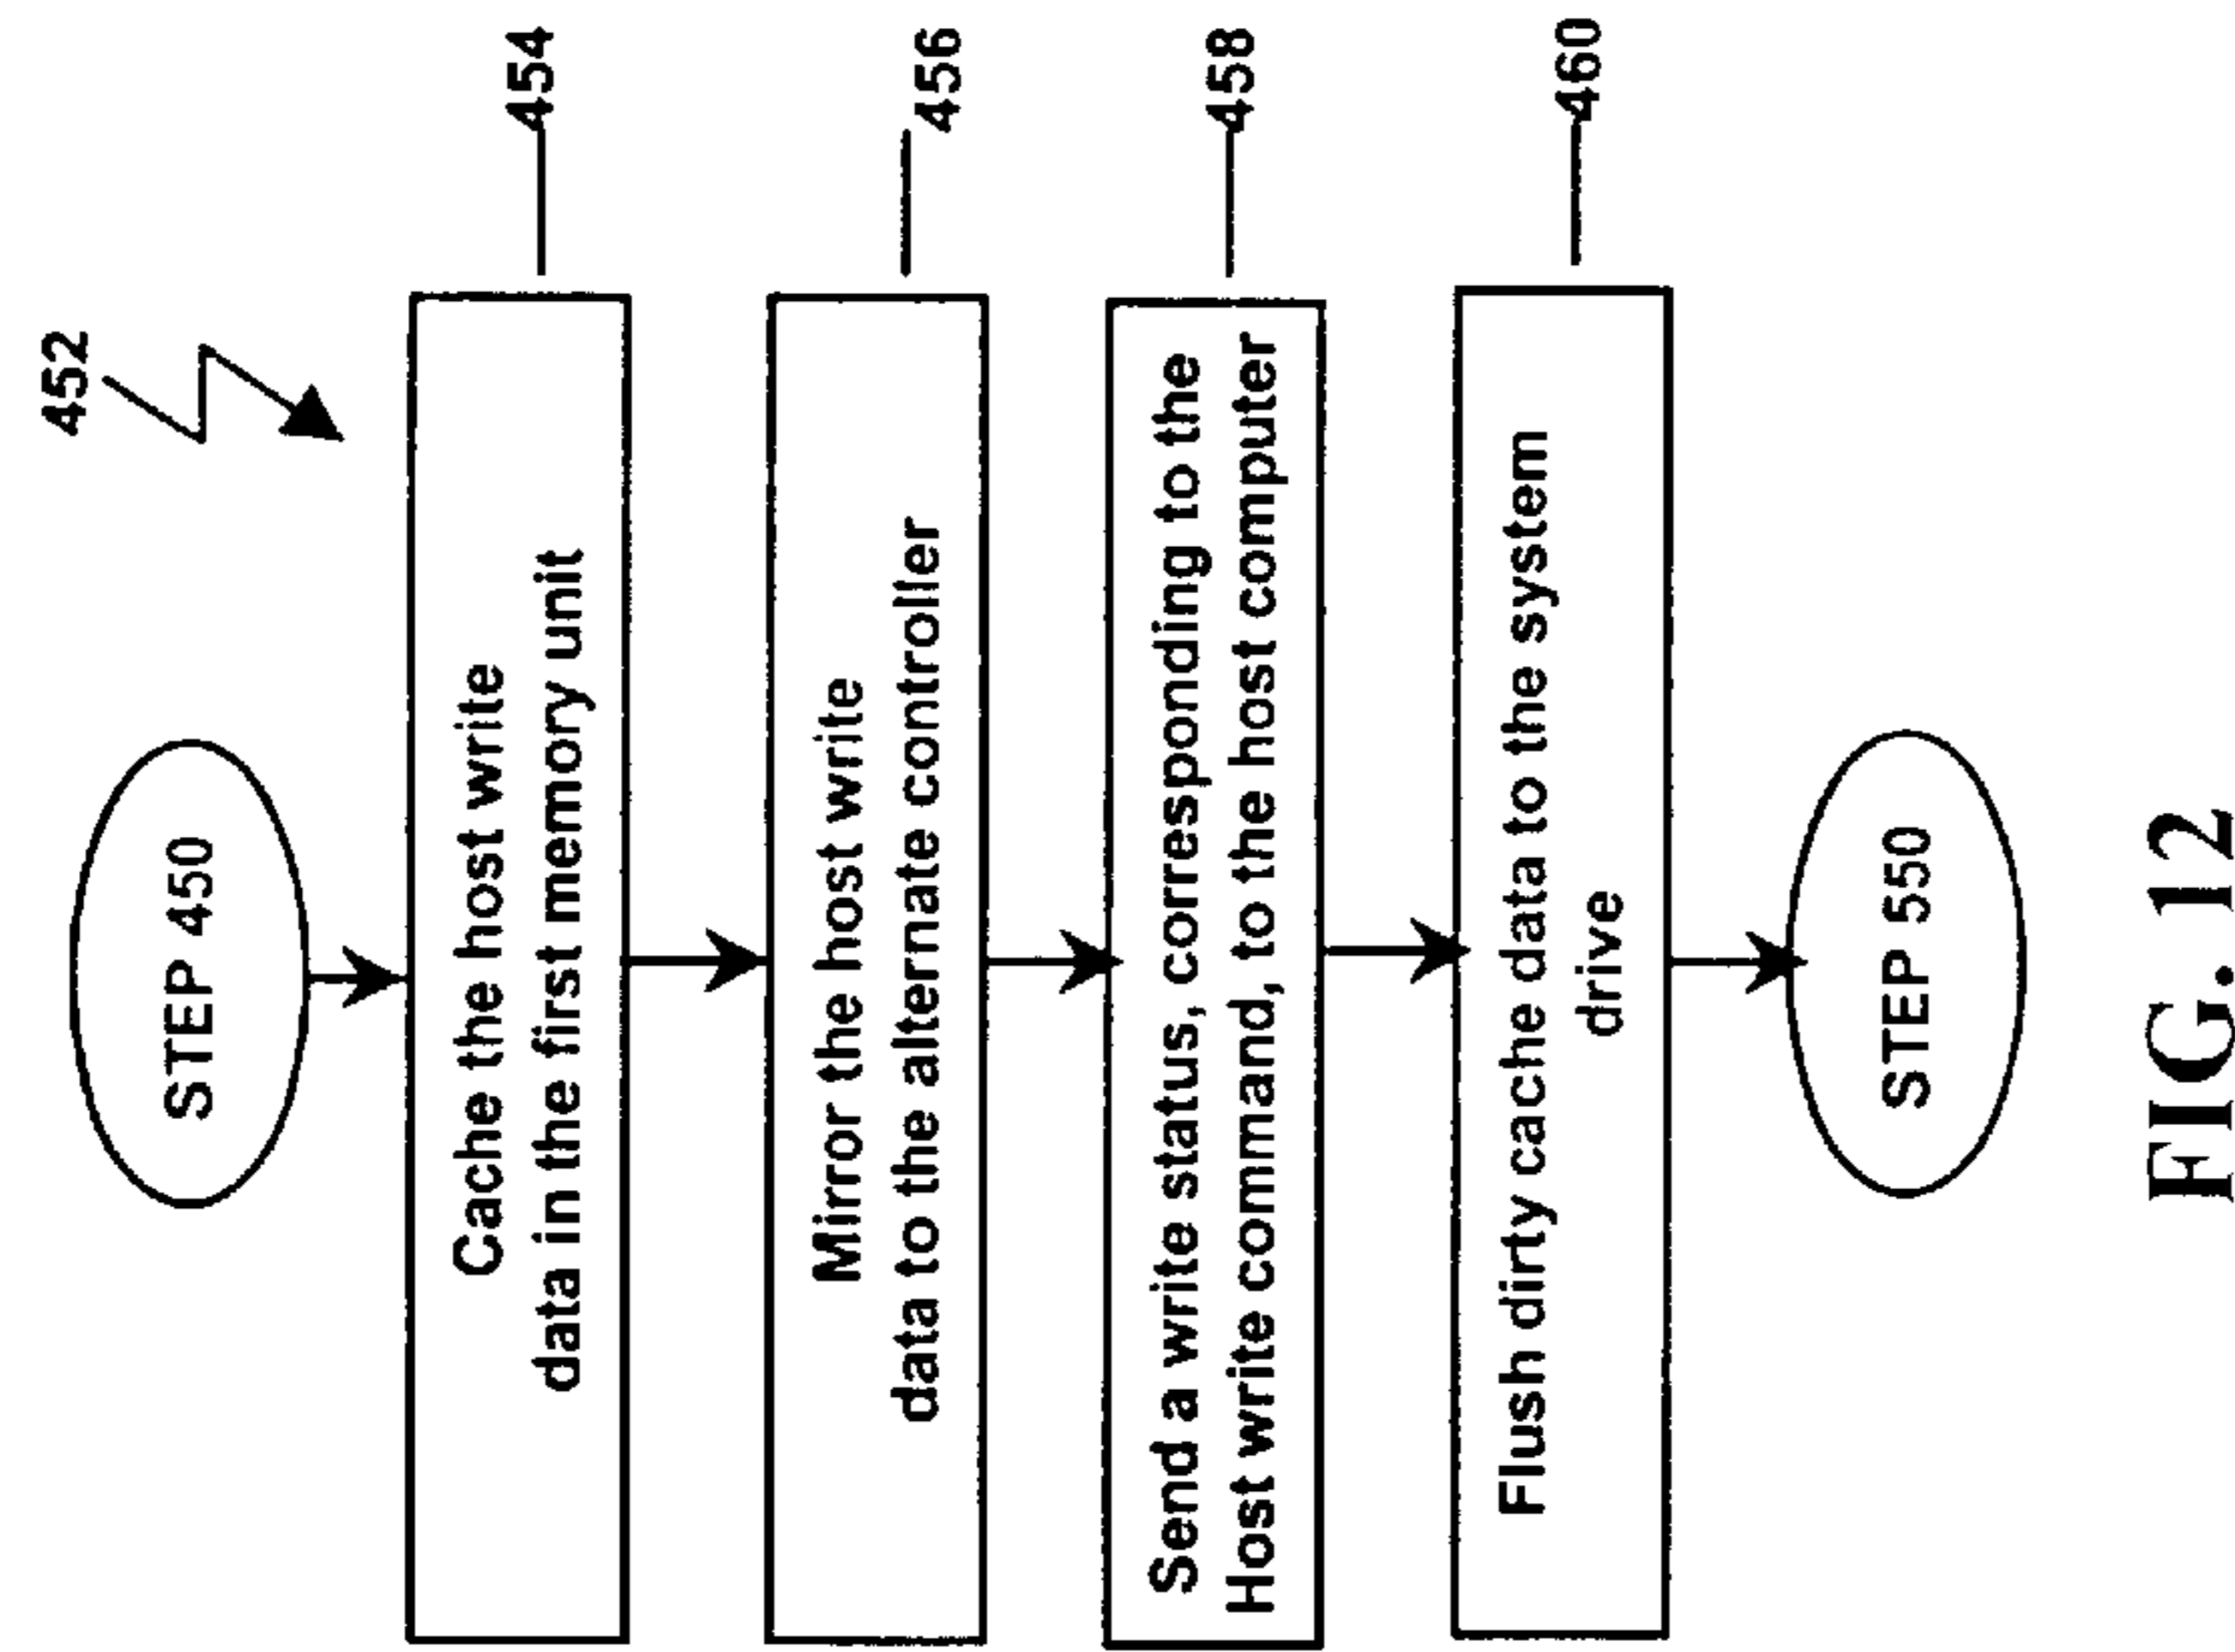 452
STEP 450
Cache the host write
data in the first memory unit
454
Mirror the host write
data to the alternate controller
456
Send a write status, corresponding to the
Host write command, to the host computer
458
Flush dirty cache data to the system
drive
460
STEP 550
FIG. 12